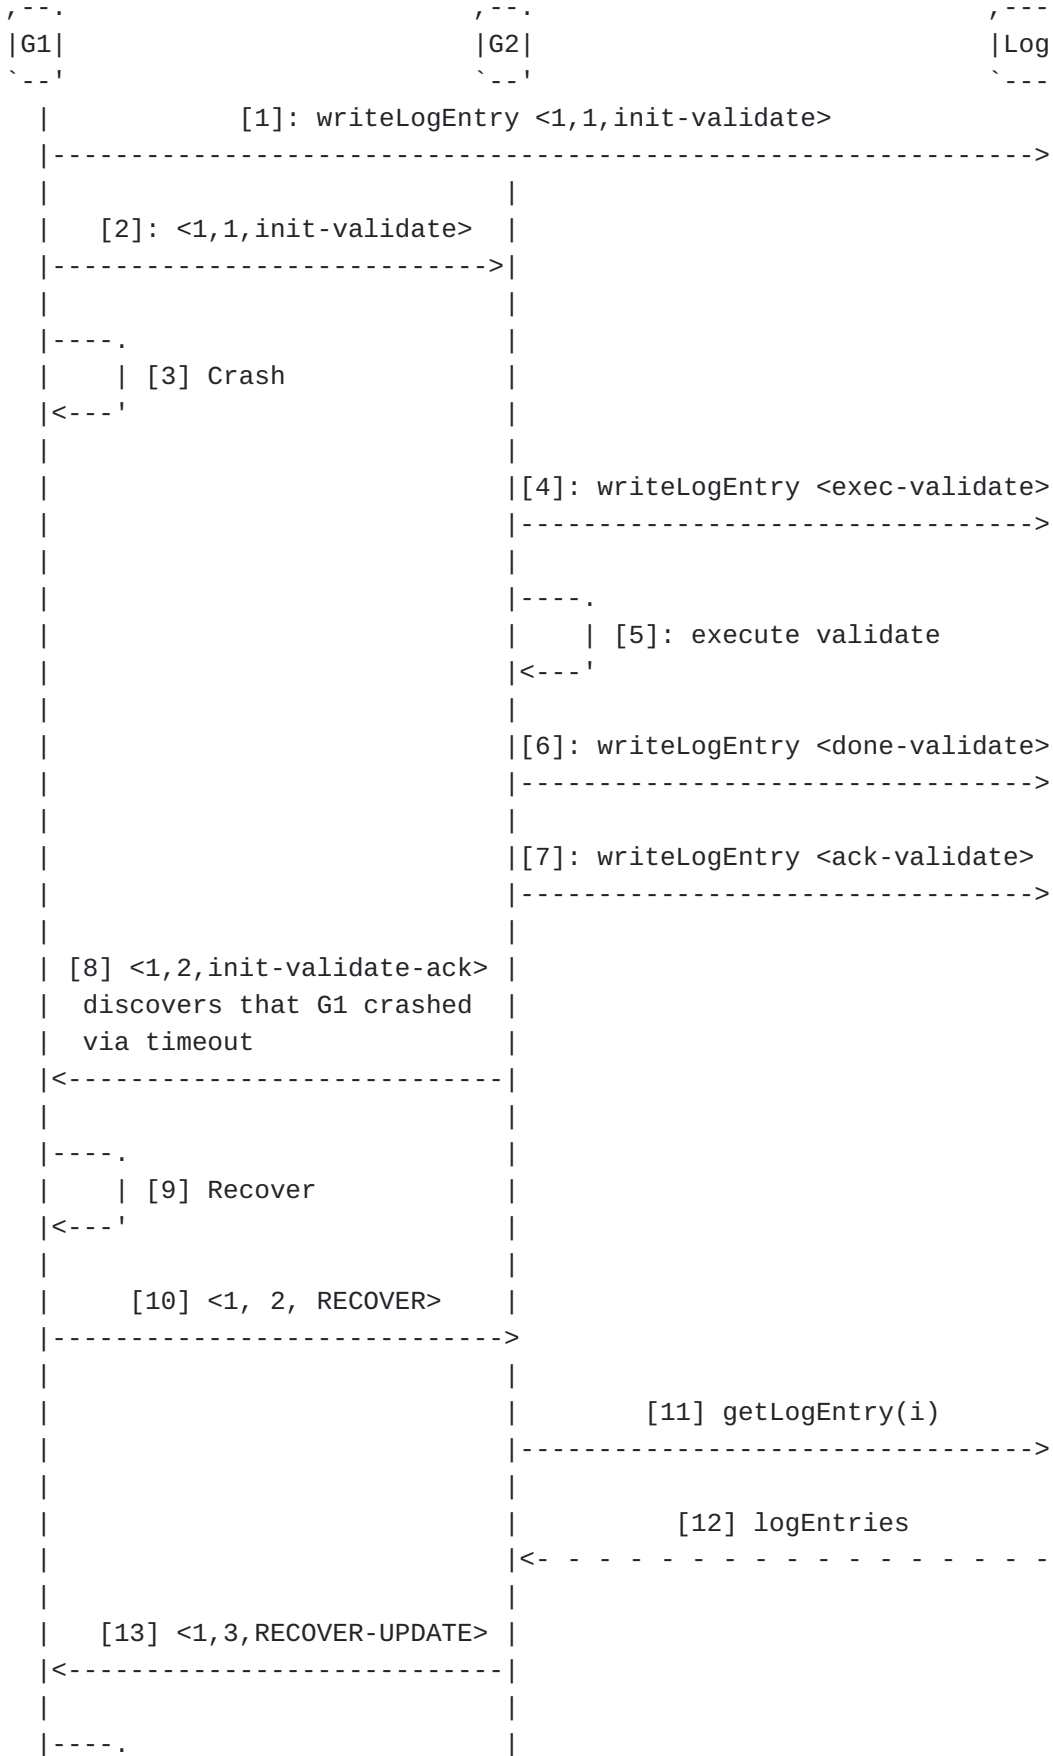 ,--.                          ,--.                             ,---
|G1|                          |G2|                             |Log
`--'                          `--'                             `---
  |            [1]: writeLogEntry <1,1,init-validate>
  |--------------------------------------------------------------->
  |                             |
  |   [2]: <1,1,init-validate>  |
  |---------------------------->|
  |                             |
  |----.                        |
  |    | [3] Crash              |
  |<---'                        |
  |                             |
  |                             |[4]: writeLogEntry <exec-validate>
  |                             |--------------------------------->
  |                             |
  |                             |----.
  |                             |    | [5]: execute validate
  |                             |<---'
  |                             |
  |                             |[6]: writeLogEntry <done-validate>
  |                             |--------------------------------->
  |                             |
  |                             |[7]: writeLogEntry <ack-validate>
  |                             |--------------------------------->
  |                             |
  | [8] <1,2,init-validate-ack> |
  |  discovers that G1 crashed  |
  |  via timeout                |
  |<----------------------------|
  |                             |
  |----.                        |
  |    | [9] Recover            |
  |<---'                        |
  |                             |
  |     [10] <1, 2, RECOVER>    |
  |----------------------------->
  |                             |
  |                             |        [11] getLogEntry(i)
  |                             |--------------------------------->
  |                             |
  |                             |          [12] logEntries
  |                             |<- - - - - - - - - - - - - - - - -
  |                             |
  |   [13] <1,3,RECOVER-UPDATE> |
  |<----------------------------|
  |                             |
  |----.                        |